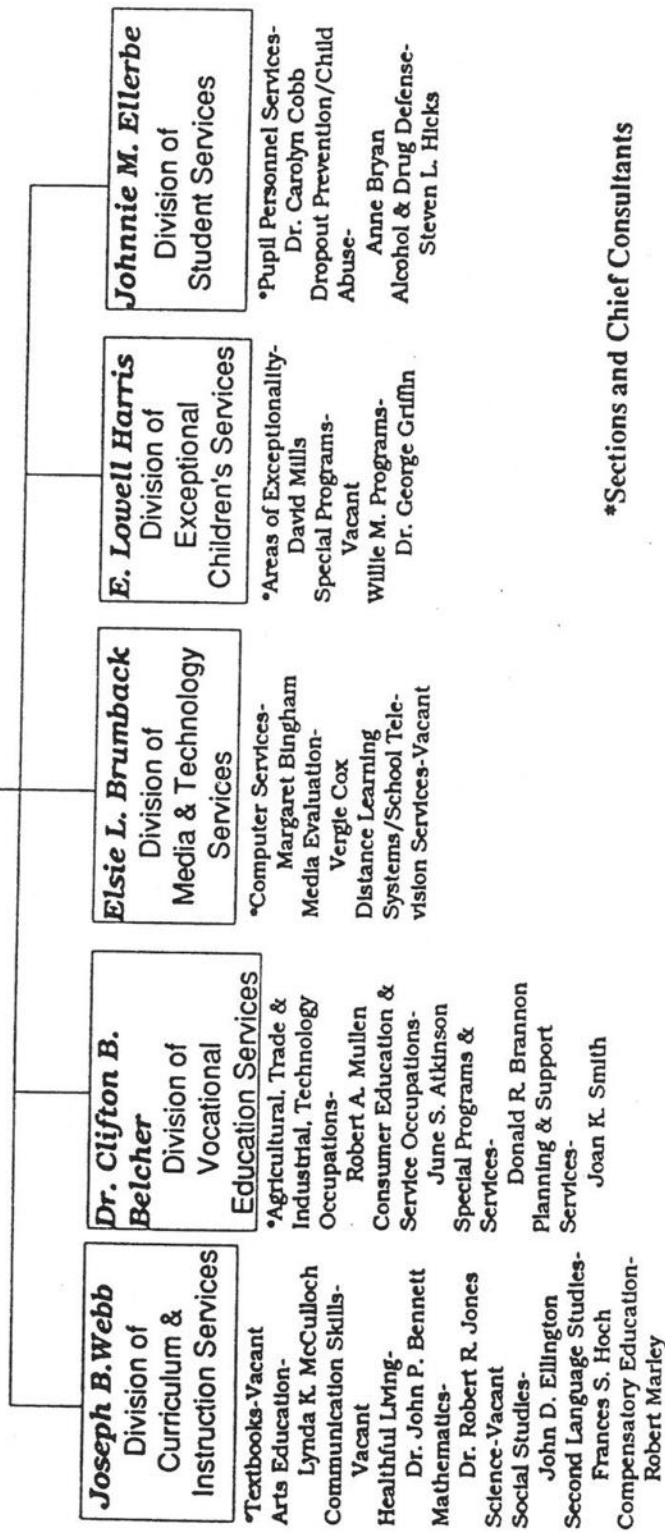 Joseph B.Webb
Division of
Curriculum &
Instruction Services
*Textbooks-Vacant
Arts Education-
Lynda K. McCulloch
Communication Skills-
Vacant
Healthful Living-
Dr. John P. Bennett
Mathematics-
Dr. Robert R. Jones
Science-Vacant
Social Studies-
John D. Ellington
Second Language Studies-
Frances S. Hoch
Compensatory Education-
Robert Marley
Dr. Clifton B.
Belcher
Division of
Vocational
Education Services
*Agricultural, Trade &
Industrial, Technology
Occupations-
Robert A. Mullen
Consumer Education &
Service Occupations-
June S. Atkinson
Special Programs &
Services-
Donald R. Brannon
Planning & Support
Services-
Joan K. Smith
Elsie L. Brumback
Division of
Media & Technology
Services
*Computer Services-
Margaret Bingham
Media Evaluation-
Vergie Cox
Distance Learning
Systems/School Tele-
vision Services-Vacant
E. Lowell Harris
Division of
Exceptional
Children's Services
*Areas of Exceptionality-
David Mills
Special Programs-
Vacant
Willie M. Programs-
Dr. George Griffin
Johnnie M. Ellerbe
Division of
Student Services
*Pupil Personnel Services-
Dr. Carolyn Cobb
Dropout Prevention/Child
Abuse-
Anne Bryan
Alcohol & Drug Defense-
Steven L. Hicks
*Sections and Chief Consultants